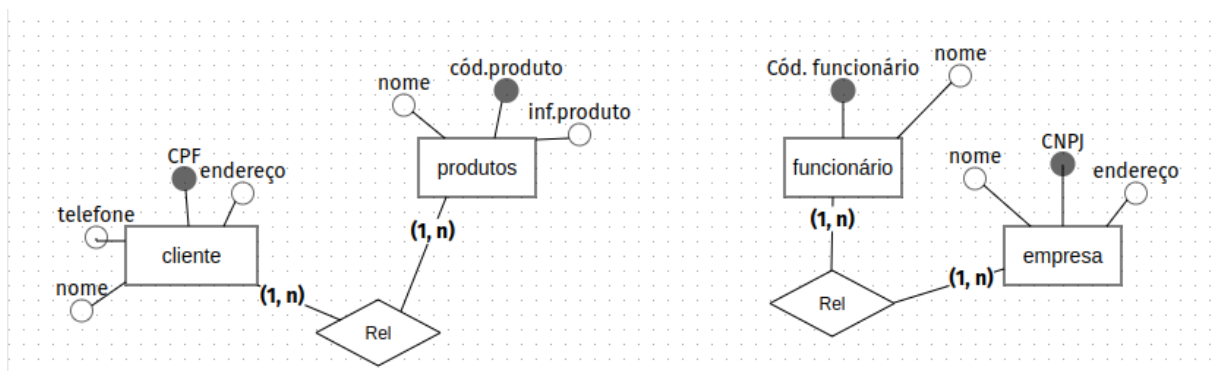 nome
cód.produto
inf.produto
produtos
CPF
endereço
telefone
cliente
nome
(1, n)
(1, n)
Rel
Cód. funcionário
nome
funcionário
nome
CNPJ
endereço
empresa
(1, n)
(1, n)
Rel